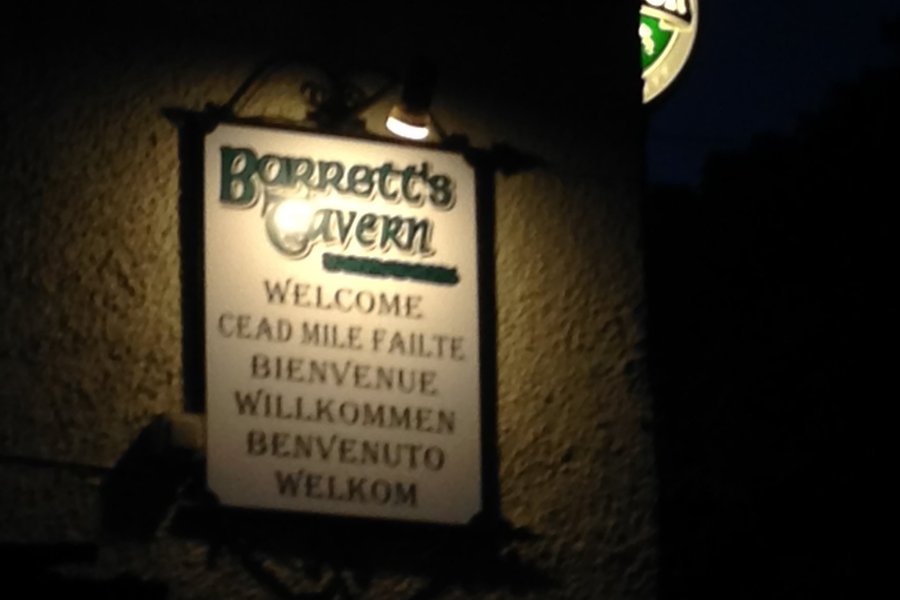 Barrett's
Tavern
WELCOME
CEAD MILE FAILTE
BIENVENUE
WILLKOMMEN
BENVENUTO
WELKOM